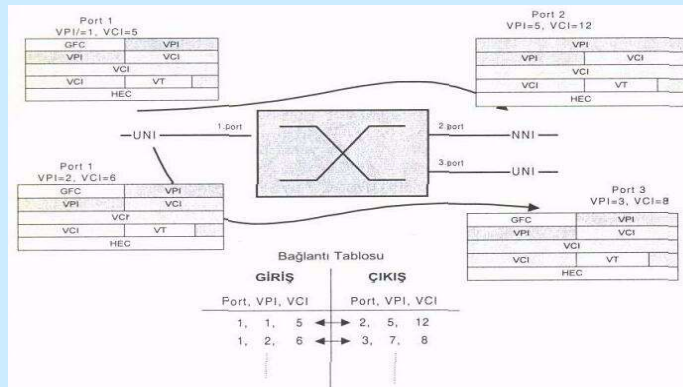 Port 1
VPI/=1, VCI=5
GFC VPI
VPI VCI
VCI
VCI VT
HEC
Port 2
VPI=5, VCI=12
VPI
VPI VCI
VCI
VCI VT
HEC
UNI
1.port
2.port
NNI
3.port
UNI
Port 1
VPI=2, VCI=6
GFC VPI
VPI VCI
VCr
VCI VT
HEC
Port 3
VPI=3, VCI=8
GFC VPI
VPI VCI
VCI
VCI VT
HEC
Bağlantı Tablosu
GİRİŞ ÇIKIŞ
Port, VPI, VCI Port, VPI, VCI
1, 1, 5 2, 5, 12
1, 2, 6 3, 7, 8